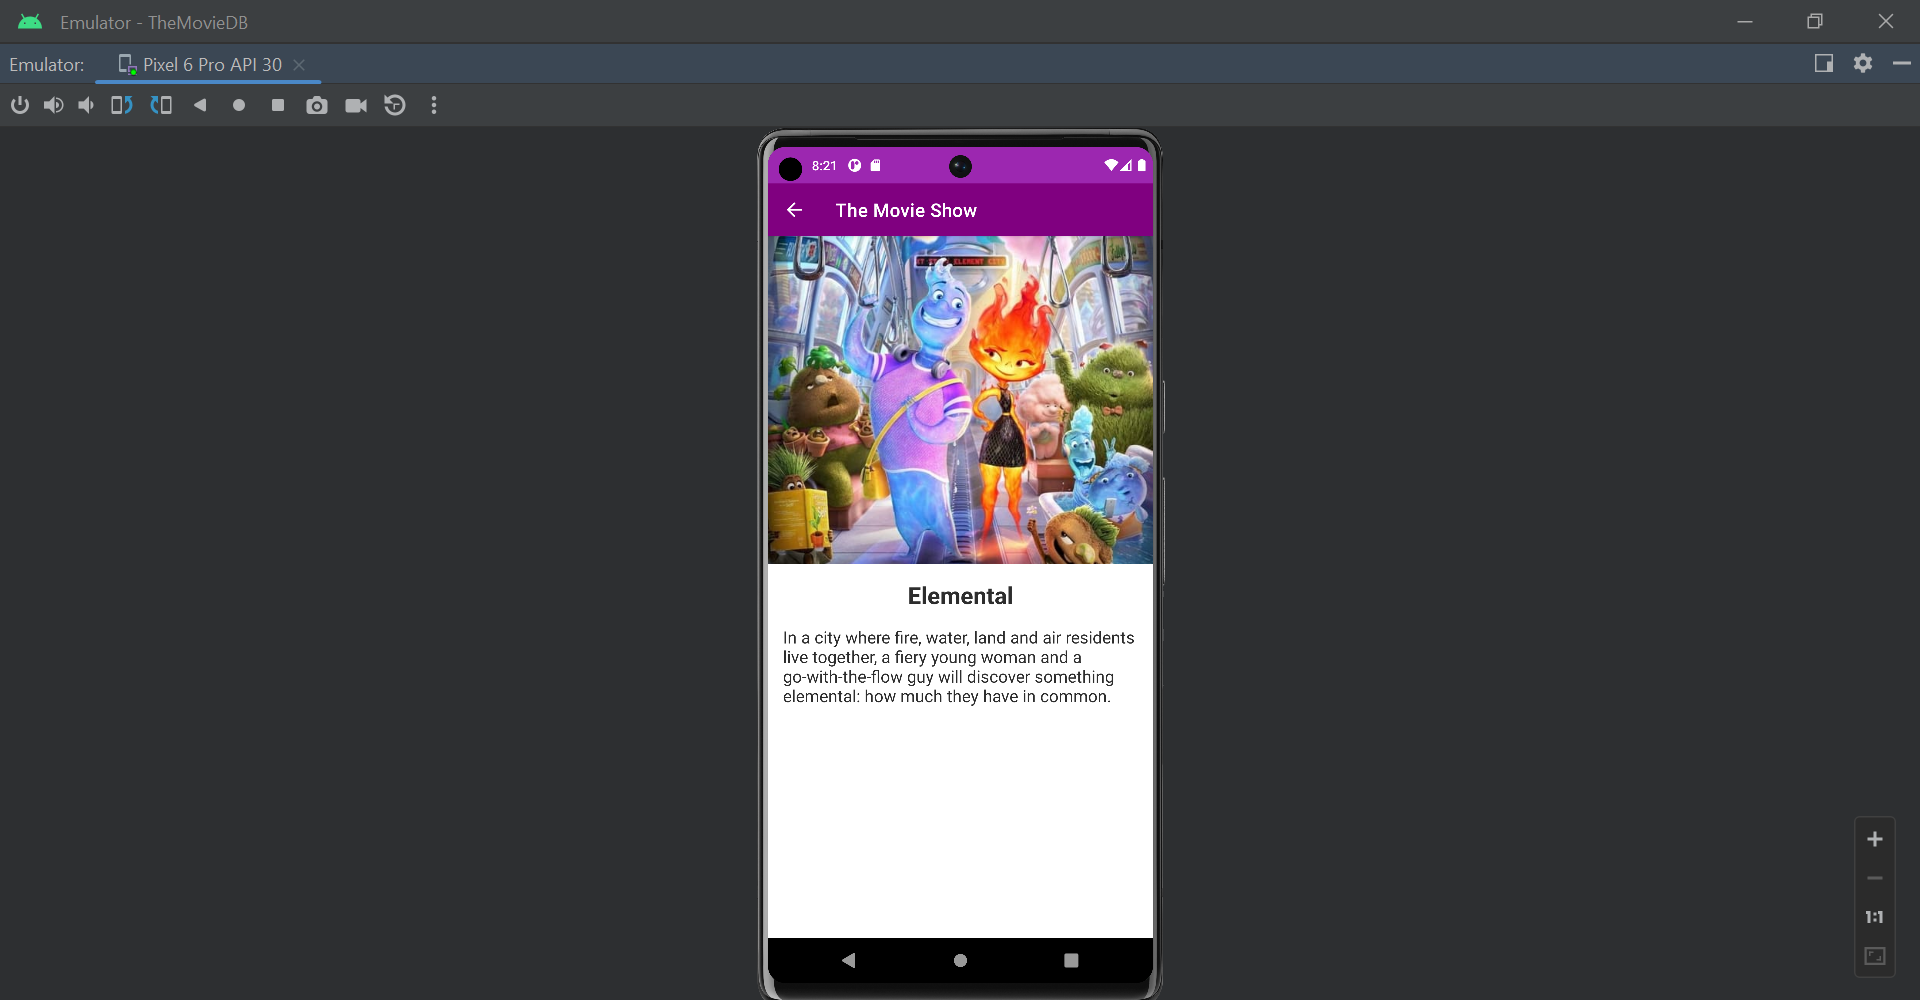 Emulator - TheMovieDB
Emulator: Pixel 6 Pro API 30
8:21
The Movie Show
ELEMENT CITY
Elemental
In a city where fire, water, land and air residents
live together, a fiery young woman and a
go-with-the-flow guy will discover something
elemental: how much they have in common.
1:1